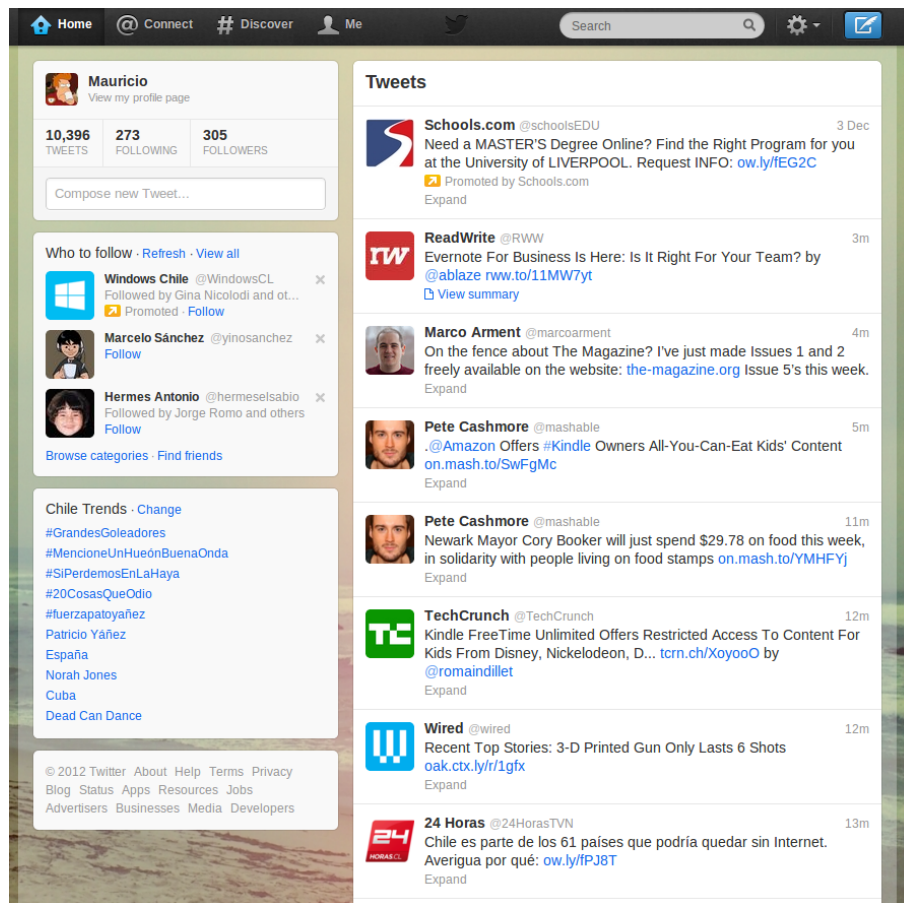 Home @ Connect # Discover Me Search
Mauricio
View my profile page
10,396 273 305
TWEETS FOLLOWING FOLLOWERS
Compose new Tweet...
Who to follow · Refresh · View all
Windows Chile @WindowsCL
Followed by Gina Nicolodi and ot...
Promoted · Follow
Marcelo Sánchez @yinosanchez
Follow
Hermes Antonio @hermeselsabio
Followed by Jorge Romo and others
Follow
Browse categories · Find friends
Chile Trends · Change
#GrandesGoleadores
#MencioneUnHueónBuenaOnda
#SiPerdemosEnLaHaya
#20CosasQueOdio
#fuerzapatoyañez
Patricio Yáñez
España
Norah Jones
Cuba
Dead Can Dance
© 2012 Twitter About Help Terms Privacy
Blog Status Apps Resources Jobs
Advertisers Businesses Media Developers
Tweets
Schools.com @schoolsEDU 3 Dec
Need a MASTER'S Degree Online? Find the Right Program for you
at the University of LIVERPOOL. Request INFO: ow.ly/fEG2C
Promoted by Schools.com
Expand
rw
ReadWrite @RWW 3m
Evernote For Business Is Here: Is It Right For Your Team? by
@ablaze rww.to/11MW7yt
View summary
Marco Arment @marcoarment 4m
On the fence about The Magazine? I've just made Issues 1 and 2
freely available on the website: the-magazine.org Issue 5's this week.
Expand
Pete Cashmore @mashable 5m
.@Amazon Offers #Kindle Owners All-You-Can-Eat Kids' Content
on.mash.to/SwFgMc
Expand
Pete Cashmore @mashable 11m
Newark Mayor Cory Booker will just spend $29.78 on food this week,
in solidarity with people living on food stamps on.mash.to/YMHFYj
Expand
TC
TechCrunch @TechCrunch 12m
Kindle FreeTime Unlimited Offers Restricted Access To Content For
Kids From Disney, Nickelodeon, D... tcrn.ch/XoyooO by
@romaindillet
Expand
W
Wired @wired 12m
Recent Top Stories: 3-D Printed Gun Only Lasts 6 Shots
oak.ctx.ly/r/1gfx
Expand
24
HORAS.CL
24 Horas @24HorasTVN 13m
Chile es parte de los 61 países que podría quedar sin Internet.
Averigua por qué: ow.ly/fPJ8T
Expand